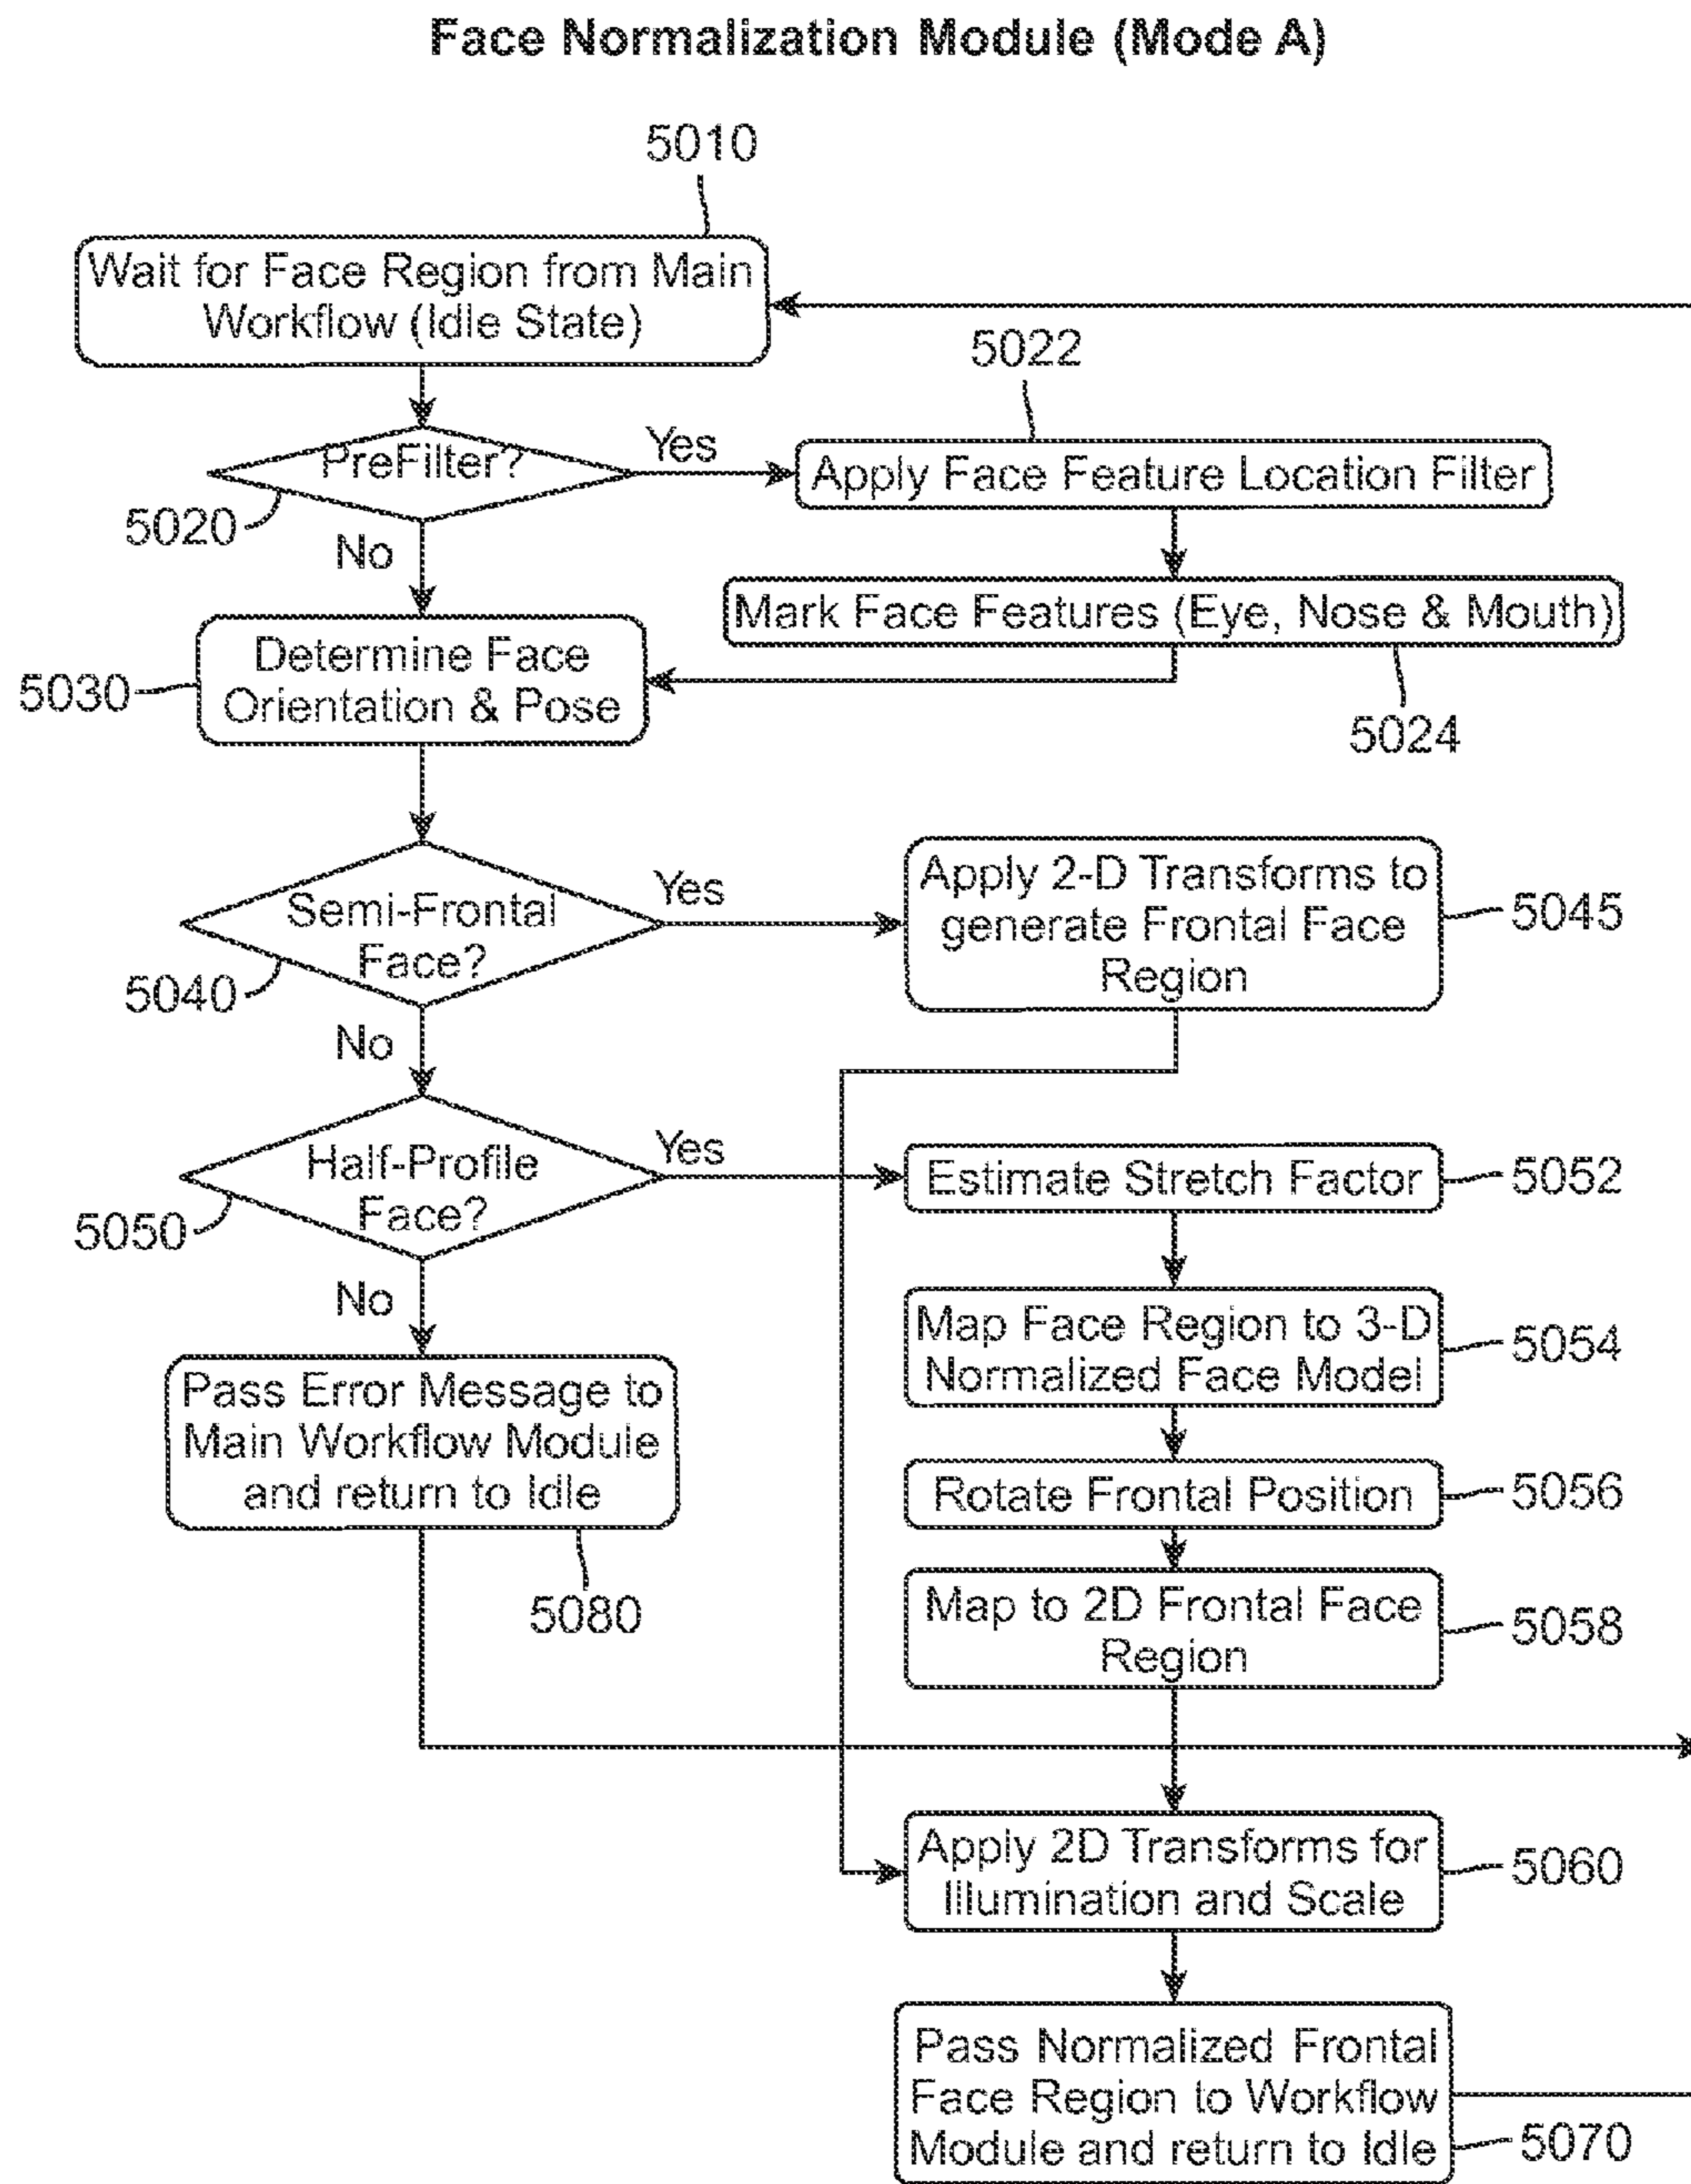 Face Normalization Module (Mode A)
5010
Wait for Face Region from Main
Workflow (Idle State)
5022
PreFilter?
Yes
Apply Face Feature Location Filter
5020
No
Mark Face Features (Eye, Nose & Mouth)
Determine Face
Orientation & Pose
5030
5024
Semi-Frontal
Face?
Yes
Apply 2-D Transforms to
generate Frontal Face
Region
5045
5040
No
Half-Profile
Face?
Yes
Estimate Stretch Factor
5052
5050
No
Map Face Region to 3-D
Normalized Face Model
5054
Pass Error Message to
Main Workflow Module
and return to Idle
Rotate Frontal Position
5056
5080
Map to 2D Frontal Face
Region
5058
Apply 2D Transforms for
Illumination and Scale
5060
Pass Normalized Frontal
Face Region to Workflow
Module and return to Idle
5070